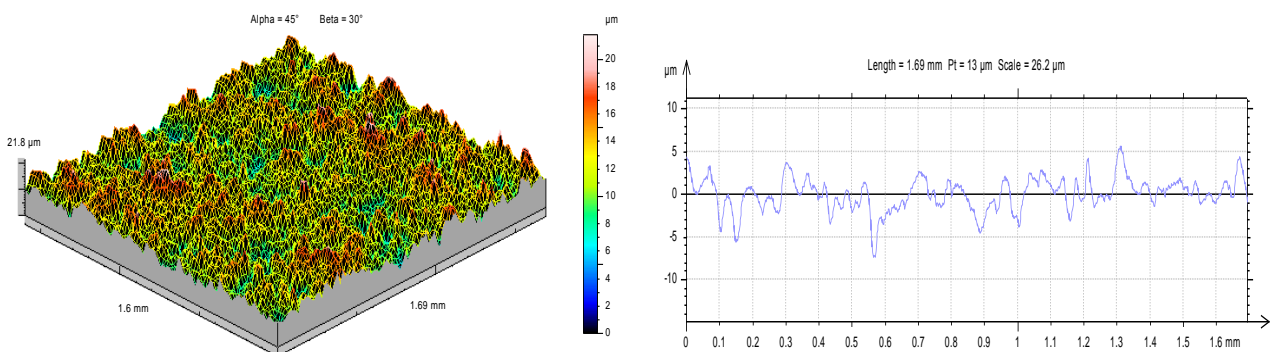 Alpha = 45° Beta = 30°
µm
20
18
16
14
12
10
8
6
4
2
0
21.8 µm
1.6 mm
1.69 mm
Length = 1.69 mm Pt = 13 µm Scale = 26.2 µm
µm
10
5
0
-5
-10
0 0.1 0.2 0.3 0.4 0.5 0.6 0.7 0.8 0.9 1 1.1 1.2 1.3 1.4 1.5 1.6 mm